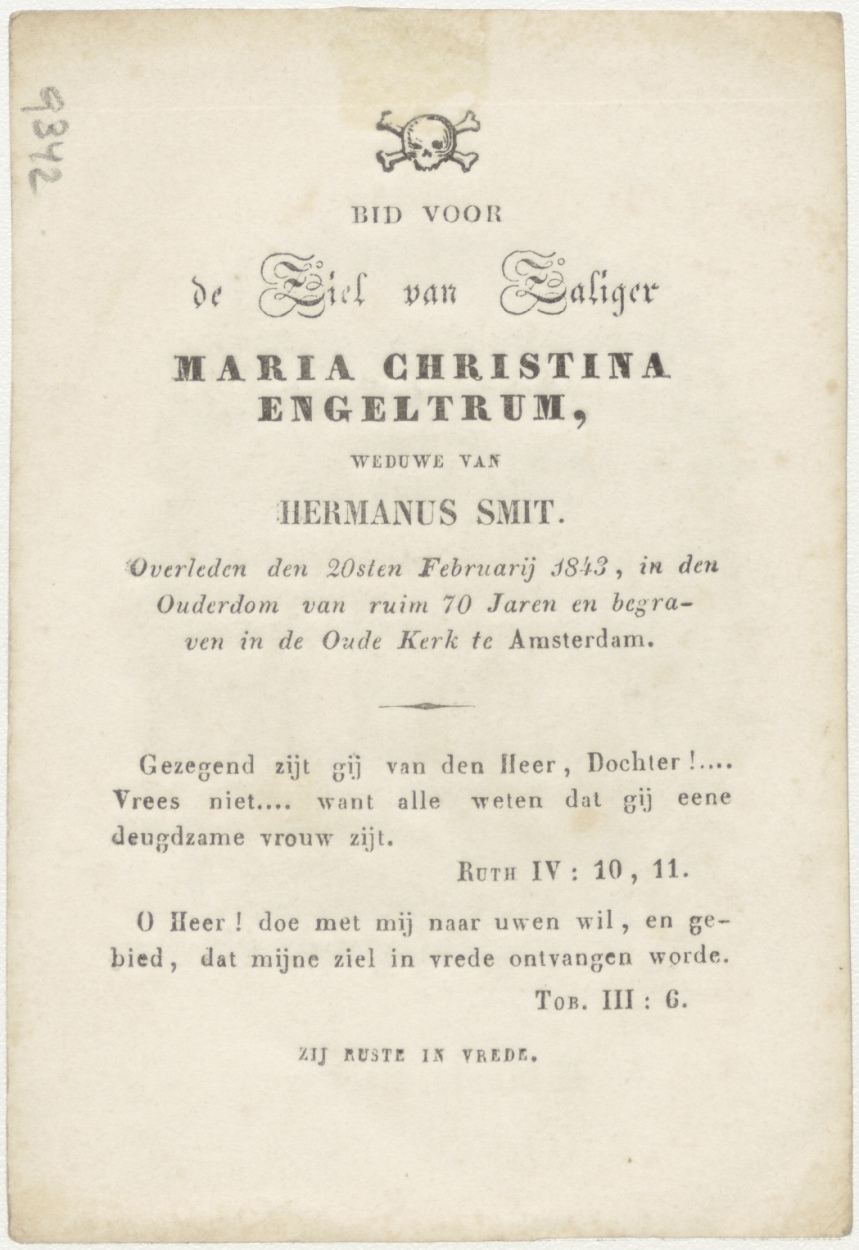 9342
BID VOOR
de Ziel van Zaliger
MARIA CHRISTINA
ENGELTRUM,
WEDUWE VAN
HERMANUS SMIT.
Overleden den 20sten Februarij 1843, in den
Ouderdom van ruim 70 Jaren en begra-
ven in de Oude Kerk te Amsterdam.
Gezegend zijt gij van den Heer, Dochter!....
Vrees niet.... want alle weten dat gij eene
deugdzame vrouw zijt.
RUTH IV: 10, 11.
O Heer! doe met mij naar uwen wil, en ge-
bied, dat mijne ziel in vrede ontvangen worde.
TOB. III: 6.
ZIJ RUSTE IN VREDE.